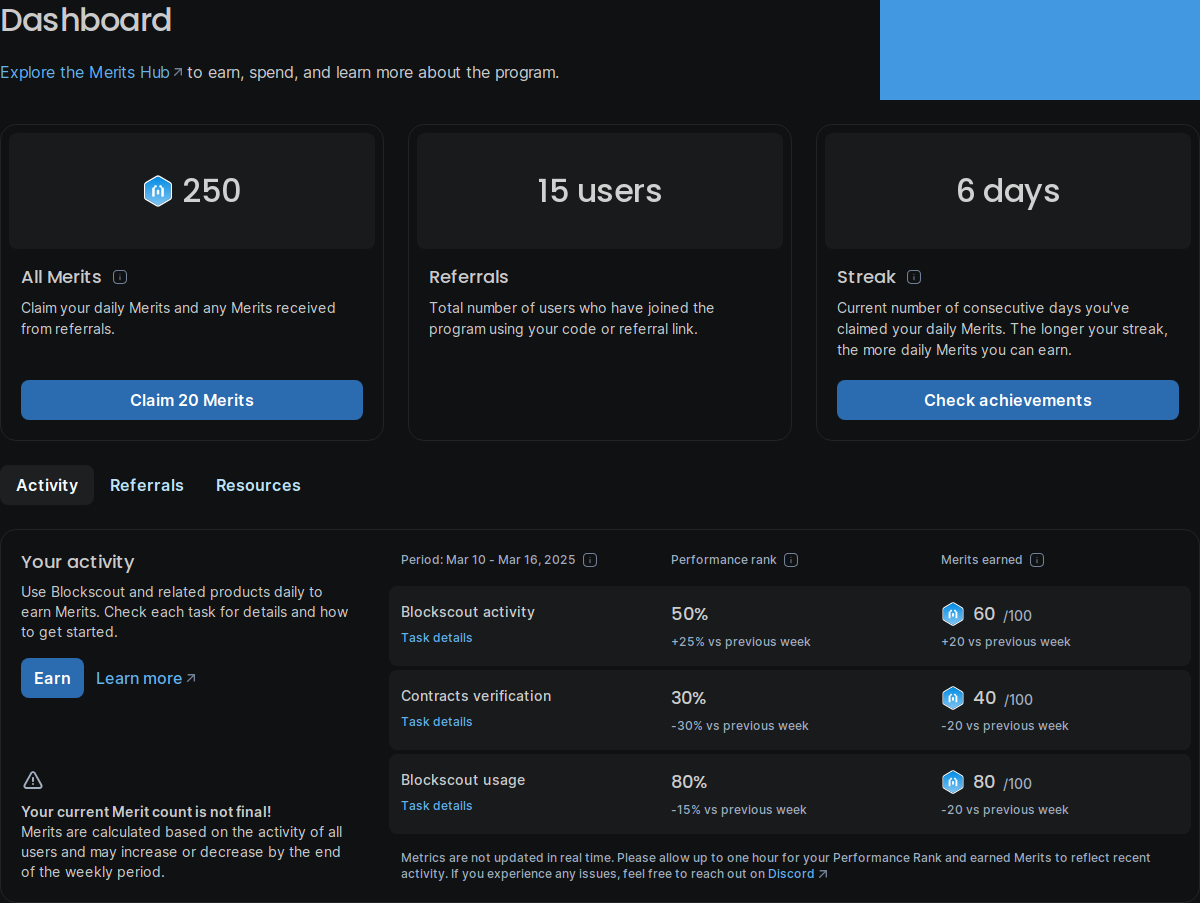 Dashboard
Explore the Merits Hub to earn, spend, and learn more about the program.
250
All Merits
Claim your daily Merits and any Merits received
from referrals.
Claim 20 Merits
15 users
Referrals
Total number of users who have joined the
program using your code or referral link.
6 days
Streak
Current number of consecutive days you've
claimed your daily Merits. The longer your streak,
the more daily Merits you can earn.
Check achievements
Activity
Referrals
Resources
Your activity
Use Blockscout and related products daily to
earn Merits. Check each task for details and how
to get started.
Earn
Learn more
Your current Merit count is not final!
Merits are calculated based on the activity of all
users and may increase or decrease by the end
of the weekly period.
Period: Mar 10 - Mar 16, 2025
Performance rank
Merits earned
Blockscout activity
Task details
50%
+25% vs previous week
60 /100
+20 vs previous week
Contracts verification
Task details
30%
-30% vs previous week
40 /100
-20 vs previous week
Blockscout usage
Task details
80%
-15% vs previous week
80 /100
-20 vs previous week
Metrics are not updated in real time. Please allow up to one hour for your Performance Rank and earned Merits to reflect recent
activity. If you experience any issues, feel free to reach out on Discord